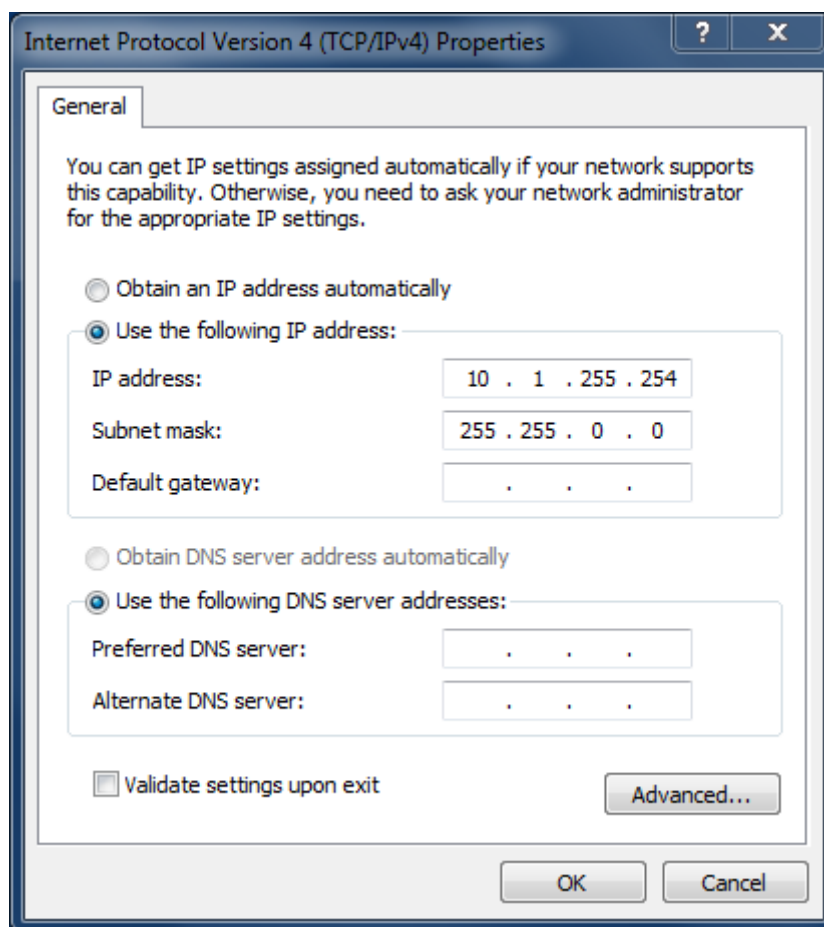 Internet Protocol Version 4 (TCP/IPv4) Properties
? x
General
You can get IP settings assigned automatically if your network supports
this capability. Otherwise, you need to ask your network administrator
for the appropriate IP settings.
Obtain an IP address automatically
Use the following IP address:
IP address: 10 . 1 . 255 . 254
Subnet mask: 255 . 255 . 0 . 0
Default gateway: . . .
Obtain DNS server address automatically
Use the following DNS server addresses:
Preferred DNS server: . . .
Alternate DNS server: . . .
Validate settings upon exit
Advanced...
OK Cancel